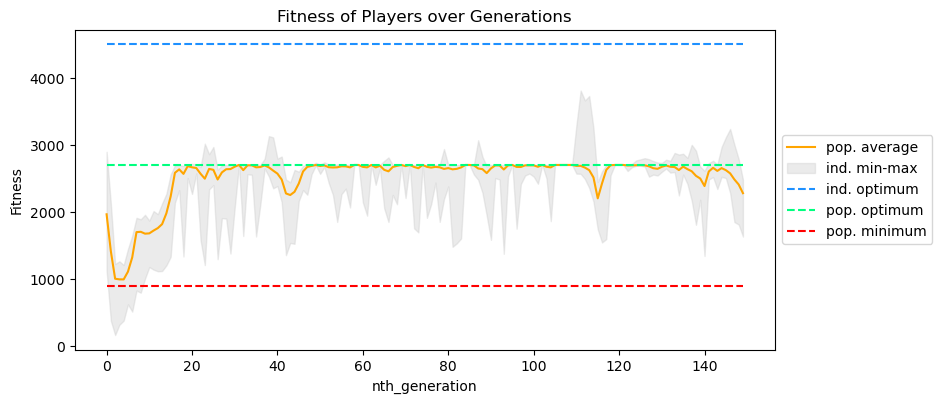 Fitness of Players over Generations
Fitness
4000
3000
2000
1000
0
0 20 40 60 80 100 120 140
nth_generation
pop. average
ind. min-max
ind. optimum
pop. optimum
pop. minimum